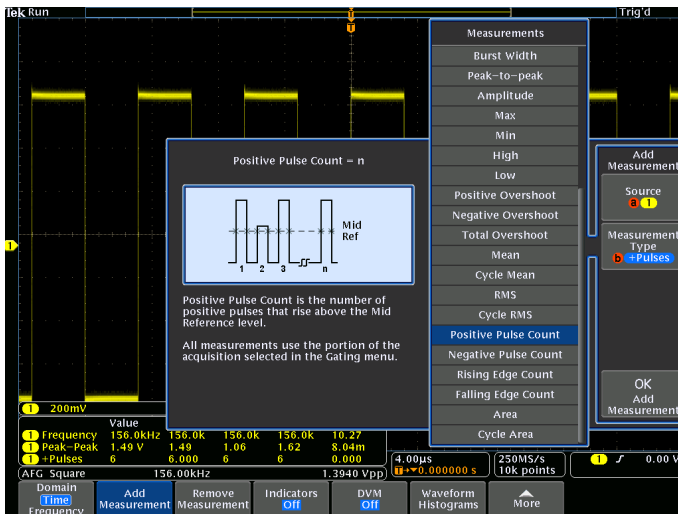 Tek Run
Trig'd
T
T
Measurements
Burst Width
Peak-to-peak
Amplitude
Max
Min
High
Low
Positive Overshoot
Negative Overshoot
Total Overshoot
Mean
Cycle Mean
RMS
Cycle RMS
Positive Pulse Count
Negative Pulse Count
Rising Edge Count
Falling Edge Count
Area
Cycle Area
Positive Pulse Count = n
Mid
Ref
1 2 3 n
Positive Pulse Count is the number of
positive pulses that rise above the Mid
Reference level.
All measurements use the portion of the
acquisition selected in the Gating menu.
Add
Measurement
Source
a 1
Measurement
Type
b +Pulses
OK
Add
Measurement
1
1 200mV
Value
1 Frequency 156.0kHz 156.0k 156.0k 156.0k 10.27
1 Peak-Peak 1.49 V 1.49 1.06 1.62 8.04m
1 +Pulses 6 6.000 6 6 0.000
AFG Square 156.00kHz 1.3940 Vpp
4.00µs
T→▼0.000000 s
250MS/s
10k points
1 0.00 V
Domain
Time
Frequency
Add
Measurement
Remove
Measurement
Indicators
Off
DVM
Off
Waveform
Histograms
More